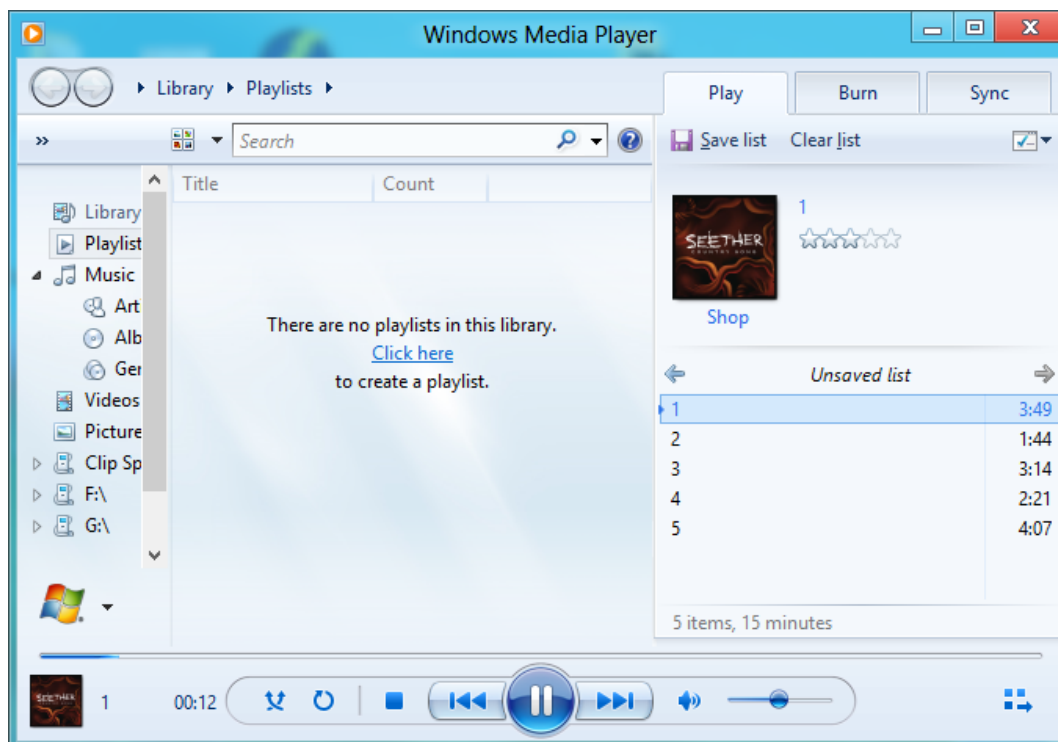 Windows Media Player
Library Playlists
Play Burn Sync
»
Search
Save list Clear list
Title Count
Library
Playlist
Music
Art
Alb
Ger
Videos
Picture
Clip Sp
F:\
G:\
There are no playlists in this library.
Click here
to create a playlist.
SEETHER
COUNTRY SONG
1
Shop
Unsaved list
1 3:49
2 1:44
3 3:14
4 2:21
5 4:07
5 items, 15 minutes
SEETHER
1 00:12